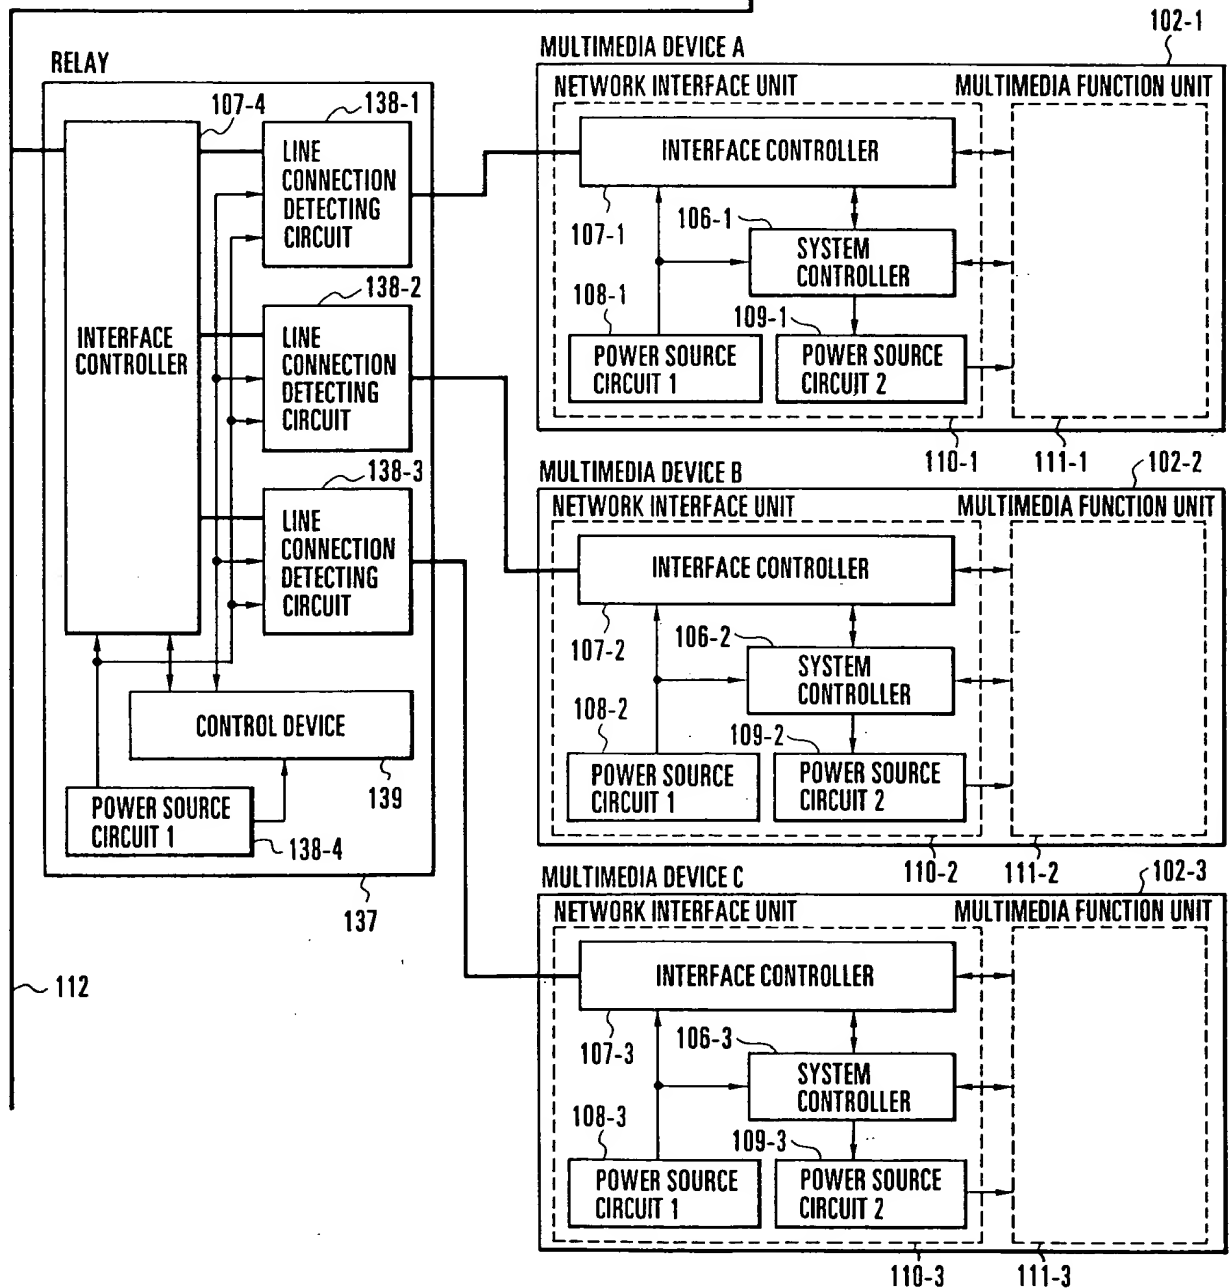 RELAY
107-4
138-1
INTERFACE
CONTROLLER
LINE
CONNECTION
DETECTING
CIRCUIT
138-2
LINE
CONNECTION
DETECTING
CIRCUIT
138-3
LINE
CONNECTION
DETECTING
CIRCUIT
CONTROL DEVICE
139
POWER SOURCE
CIRCUIT 1
138-4
137
112
102-1
MULTIMEDIA DEVICE A
NETWORK INTERFACE UNIT
MULTIMEDIA FUNCTION UNIT
INTERFACE CONTROLLER
107-1
106-1
SYSTEM
CONTROLLER
108-1
109-1
POWER SOURCE
CIRCUIT 1
POWER SOURCE
CIRCUIT 2
110-1
111-1
102-2
MULTIMEDIA DEVICE B
NETWORK INTERFACE UNIT
MULTIMEDIA FUNCTION UNIT
INTERFACE CONTROLLER
107-2
106-2
SYSTEM
CONTROLLER
108-2
109-2
POWER SOURCE
CIRCUIT 1
POWER SOURCE
CIRCUIT 2
110-2
111-2
102-3
MULTIMEDIA DEVICE C
NETWORK INTERFACE UNIT
MULTIMEDIA FUNCTION UNIT
INTERFACE CONTROLLER
107-3
106-3
SYSTEM
CONTROLLER
108-3
109-3
POWER SOURCE
CIRCUIT 1
POWER SOURCE
CIRCUIT 2
110-3
111-3